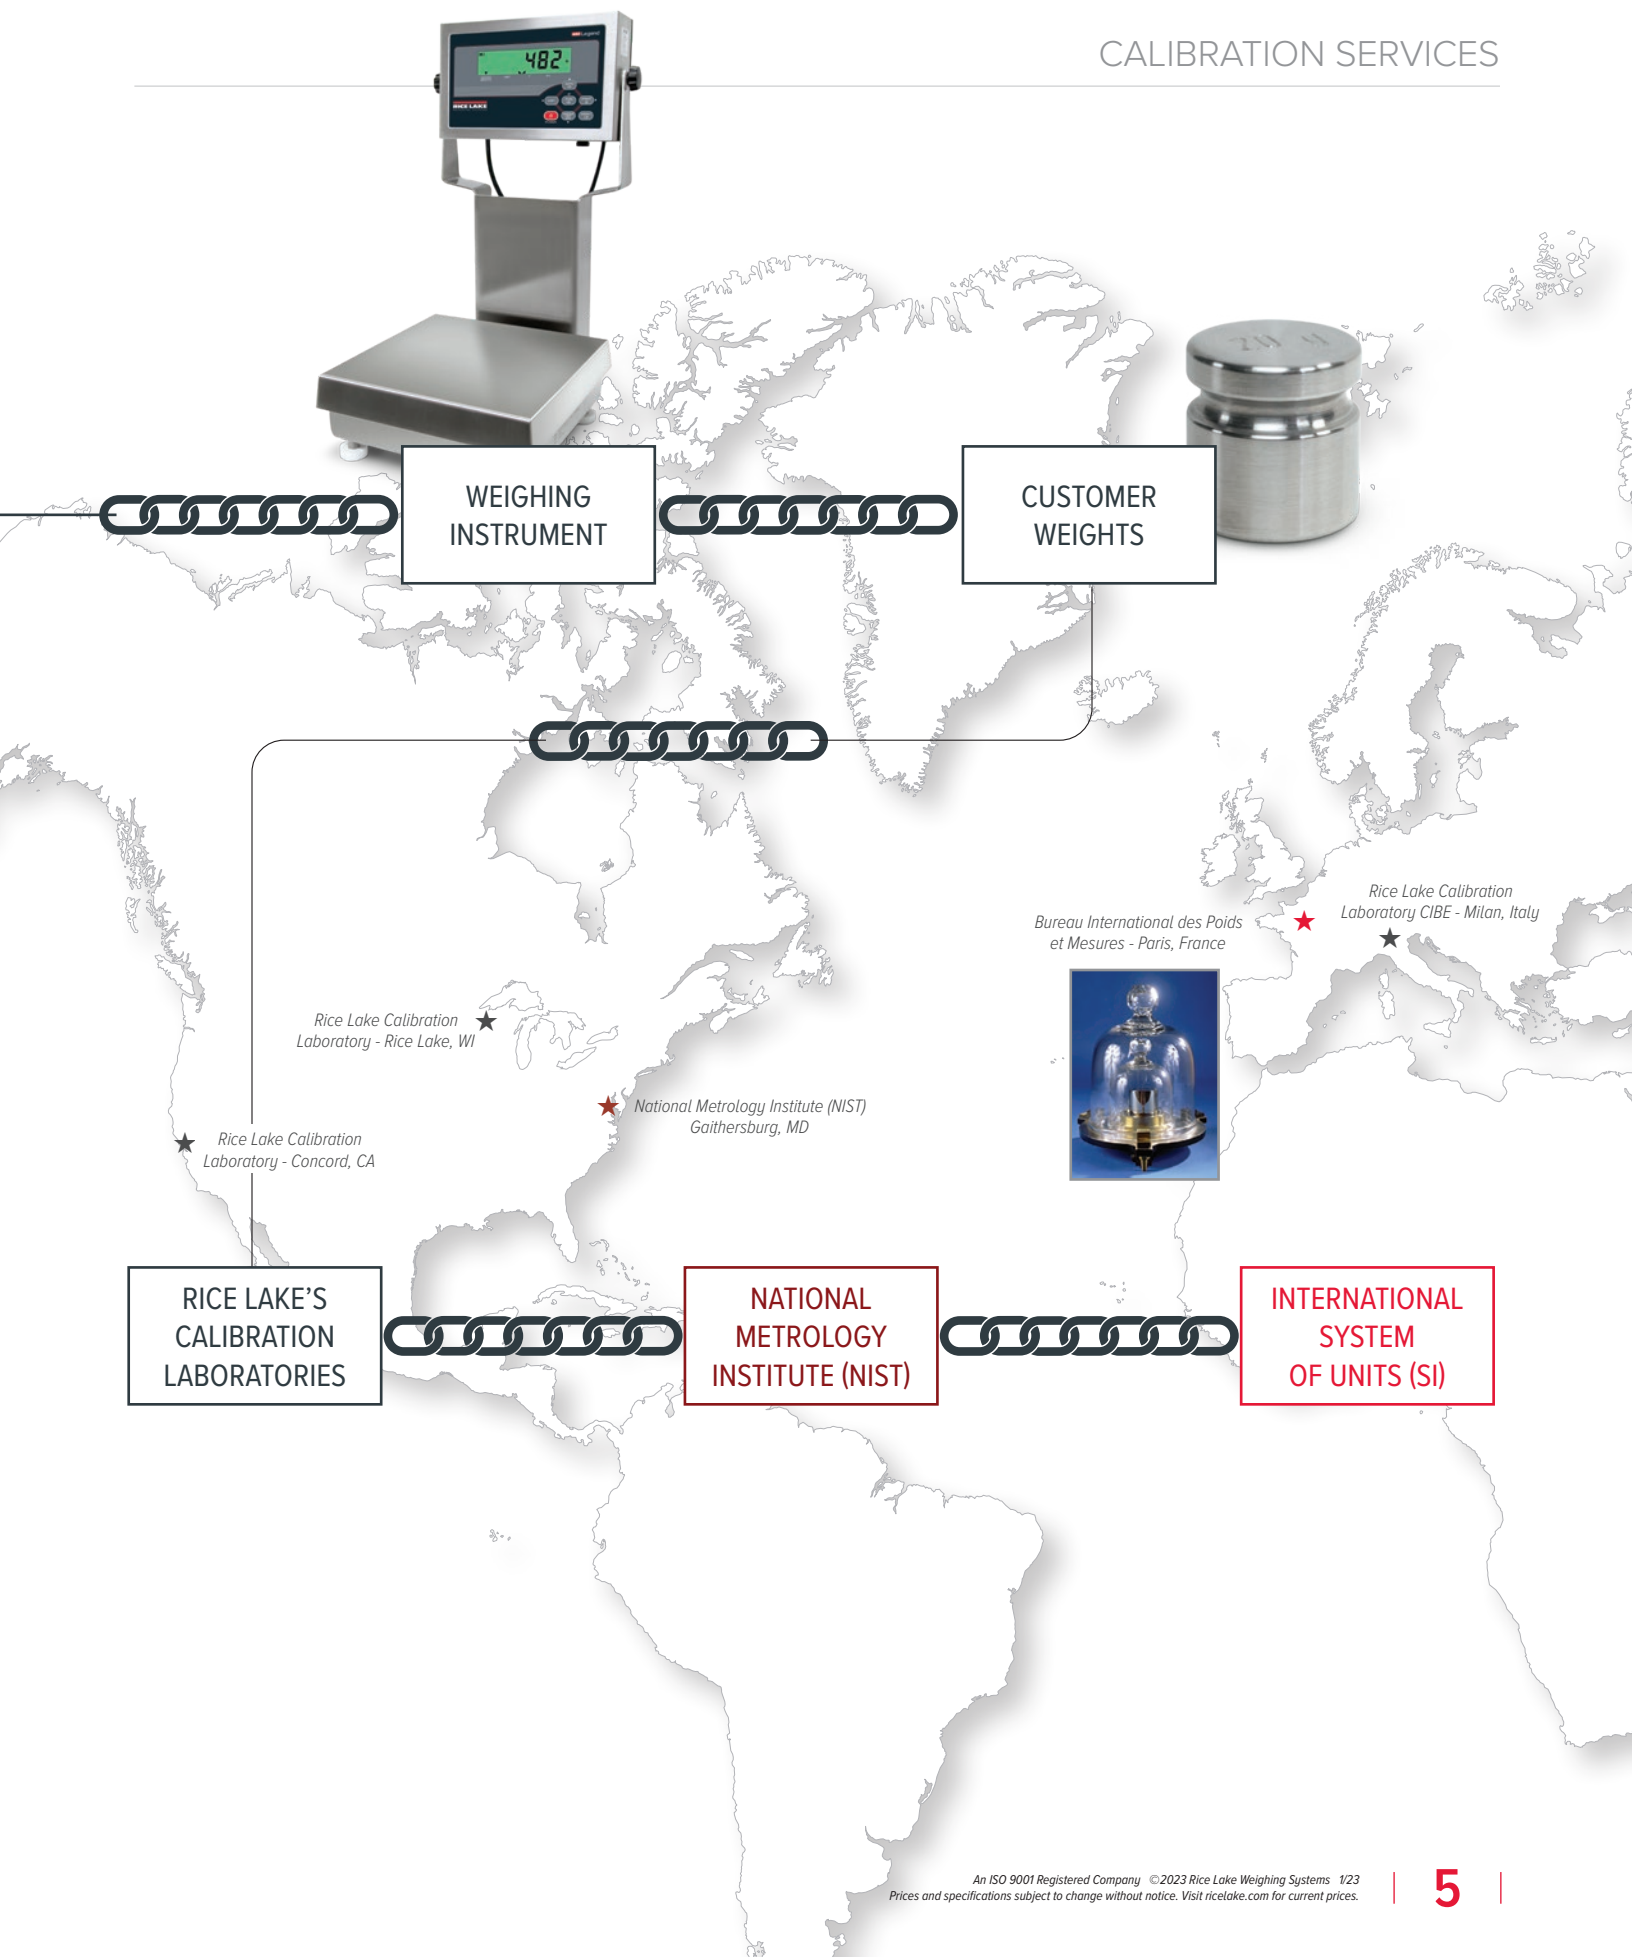 CALIBRATION SERVICES
482
RICE LAKE
WEIGHING
INSTRUMENT
CUSTOMER
WEIGHTS
Rice Lake Calibration
Laboratory CIBE - Milan, Italy
Bureau International des Poids
et Mesures - Paris, France
Rice Lake Calibration
Laboratory - Rice Lake, WI
National Metrology Institute (NIST)
Gaithersburg, MD
Rice Lake Calibration
Laboratory - Concord, CA
RICE LAKE’S
CALIBRATION
LABORATORIES
NATIONAL
METROLOGY
INSTITUTE (NIST)
INTERNATIONAL
SYSTEM
OF UNITS (SI)
An ISO 9001 Registered Company ©2023 Rice Lake Weighing Systems 1/23
Prices and specifications subject to change without notice. Visit ricelake.com for current prices.
5